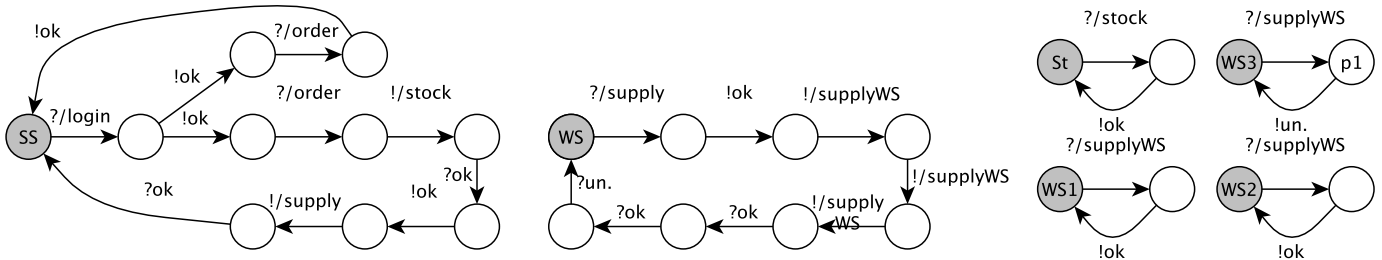 !ok
?/order
!ok
?/login
!ok
?/order
!/stock
SS
?ok
?ok
!/supply
!ok
?/supply
!ok
!/supplyWS
WS
!/supplyWS
?un.
?ok
?ok
!/supply
WS
?/stock
St
!ok
?/supplyWS
WS3
p1
!un.
?/supplyWS
WS1
!ok
?/supplyWS
WS2
!ok